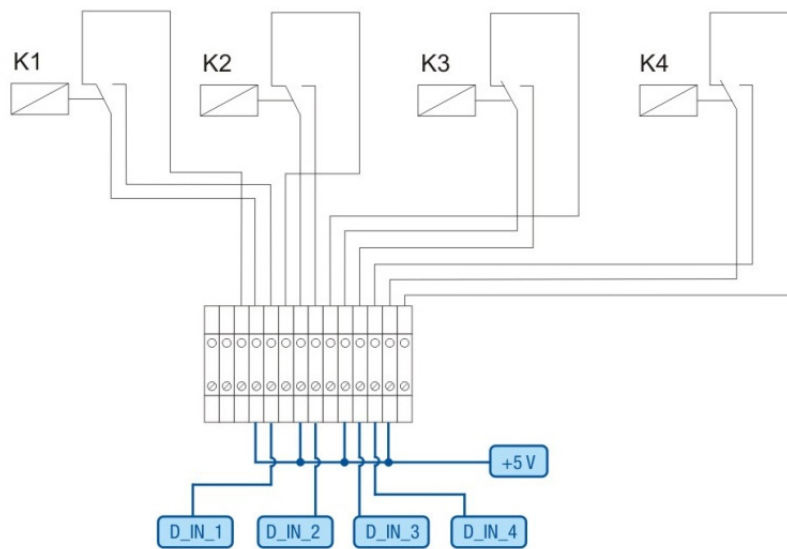 K1
K2
K3
K4
+5 V
D_IN_1
D_IN_2
D_IN_3
D_IN_4